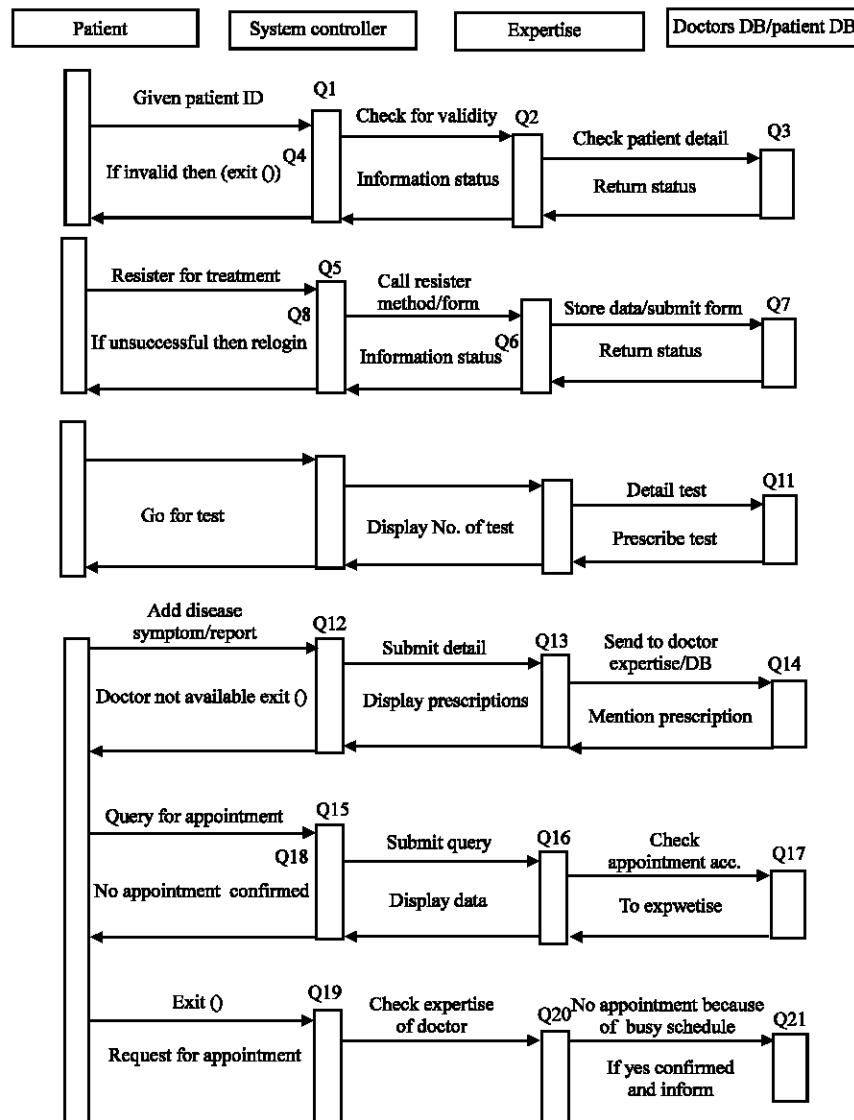 Patient
System controller
Expertise
Doctors DB/patient DB
Given patient ID
Q1
Check for validity
Q2
Check patient detail
Q3
Q4
If invalid then (exit ())
Information status
Return status
Resister for treatment
Q5
Call resister
method/form
Store data/submit form
Q7
Q8
If unsuccessful then relogin
Information status
Q6
Return status
Go for test
Display No. of test
Detail test
Q11
Prescribe test
Add disease
symptom/report
Q12
Submit detail
Q13
Send to doctor
expertise/DB
Q14
Doctor not available exit ()
Display prescriptions
Mention prescription
Query for appointment
Q15
Submit query
Q16
Check
appointment acc.
Q17
Q18
No appointment confirmed
Display data
To expwetise
Exit ()
Q19
Check expertise
of doctor
Q20
No appointment because
of busy schedule
Q21
Request for appointment
If yes confirmed
and inform